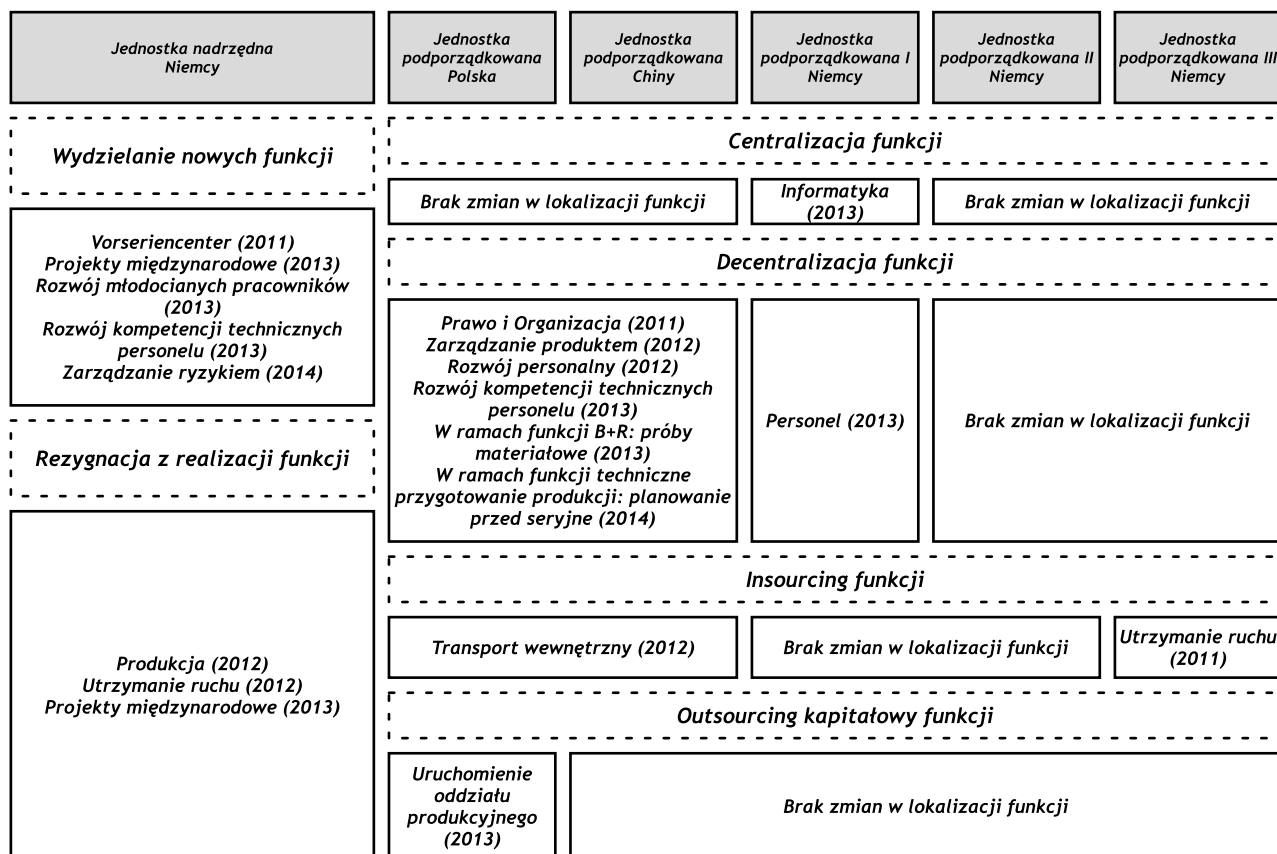 Jednostka nadrzędna
Niemcy
Jednostka
podporządkowana
Polska
Jednostka
podporządkowana
Chiny
Jednostka
podporządkowana I
Niemcy
Jednostka
podporządkowana II
Niemcy
Jednostka
podporządkowana III
Niemcy
Wydzielanie nowych funkcji
Vorseriencenter (2011)
Projekty międzynarodowe (2013)
Rozwój młodocianych pracowników
(2013)
Rozwój kompetencji technicznych
personelu (2013)
Zarządzanie ryzykiem (2014)
Rezygnacja z realizacji funkcji
Produkcja (2012)
Utrzymanie ruchu (2012)
Projekty międzynarodowe (2013)
Centralizacja funkcji
Brak zmian w lokalizacji funkcji
Informatyka
(2013)
Brak zmian w lokalizacji funkcji
Decentralizacja funkcji
Prawo i Organizacja (2011)
Zarządzanie produktem (2012)
Rozwój personalny (2012)
Rozwój kompetencji technicznych
personelu (2013)
W ramach funkcji B+R: próby
materiałowe (2013)
W ramach funkcji techniczne
przygotowanie produkcji: planowanie
przed seryjne (2014)
Personel (2013)
Brak zmian w lokalizacji funkcji
Insourcing funkcji
Transport wewnętrzny (2012)
Brak zmian w lokalizacji funkcji
Utrzymanie ruchu
(2011)
Outsourcing kapitałowy funkcji
Uruchomienie
oddziału
produkcyjnego
(2013)
Brak zmian w lokalizacji funkcji